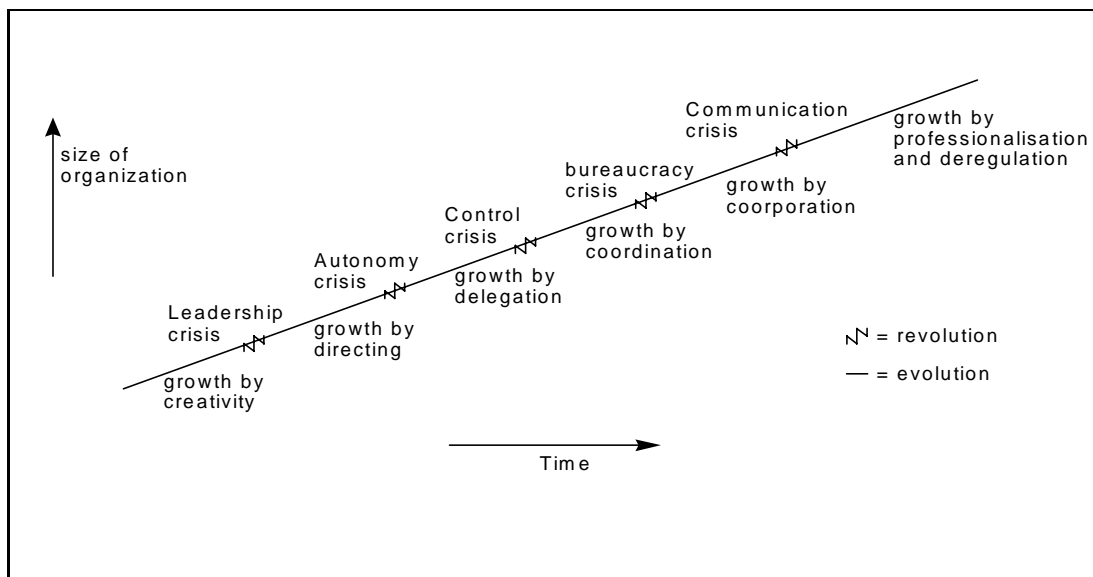 Communication
crisis
growth by
professionalisation
and deregulation
size of
organization
bureaucracy
crisis
growth by
coorporation
Control
crisis
growth by
coordination
Autonomy
crisis
growth by
delegation
Leadership
crisis
growth by
directing
= revolution
= evolution
growth by
creativity
Time